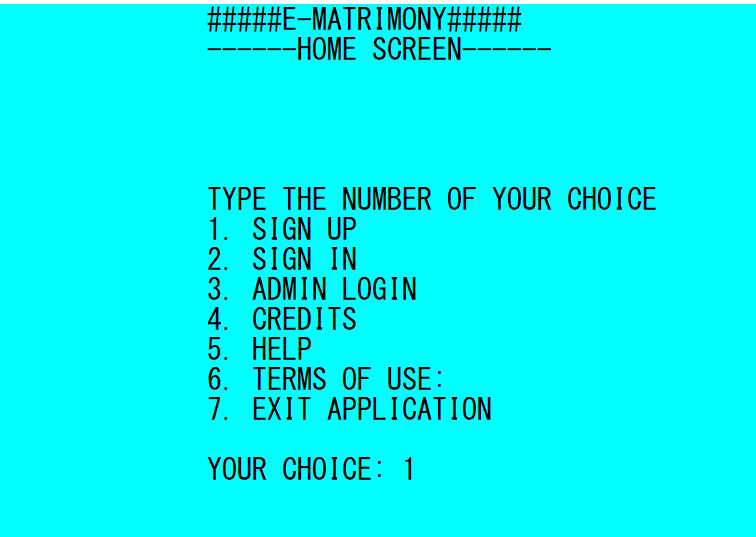 #####E-MATRIMONY#####
------HOME SCREEN------
TYPE THE NUMBER OF YOUR CHOICE
1. SIGN UP
2. SIGN IN
3. ADMIN LOGIN
4. CREDITS
5. HELP
6. TERMS OF USE:
7. EXIT APPLICATION
YOUR CHOICE: 1